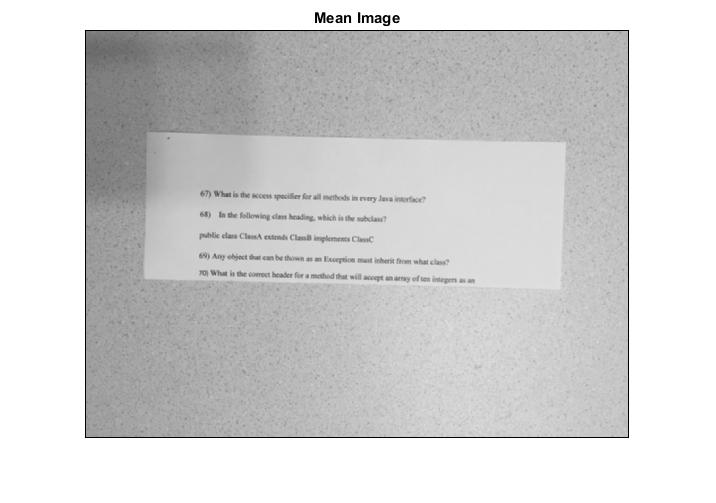 Mean Image
67) What is the access specifier for all methods in every Java interface?
68) In the following class heading, which is the subclass?
public class ClassA extends ClassB implements ClassC
69) Any object that can be thown as an Exception must inherit from what class?
70) What is the correct header for a method that will accept an array of ten integers as an